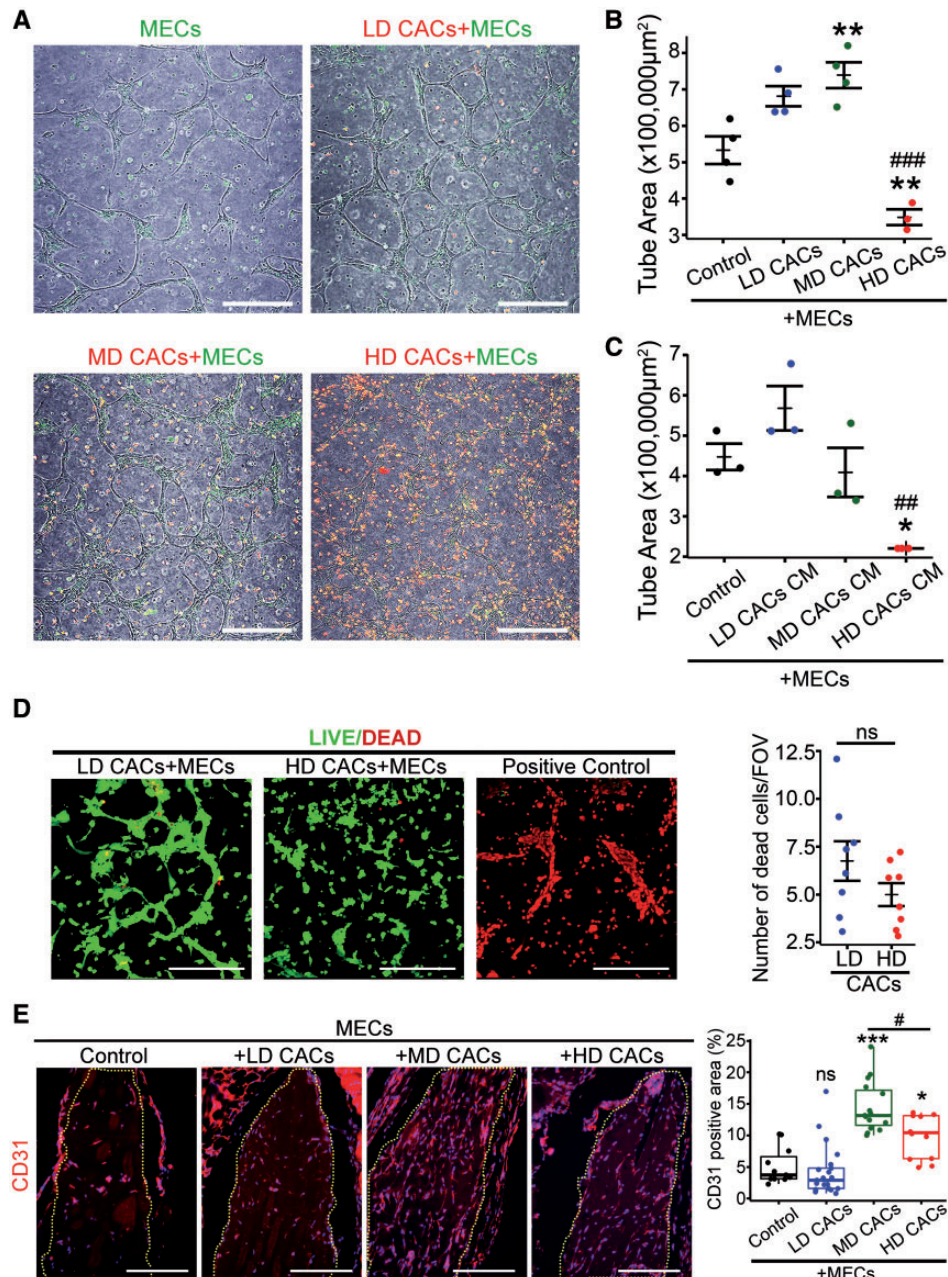 A
MECs
LD CACs+MECs
MD CACs+MECs
HD CACs+MECs
B
Tube Area (x100,000µm²)
8
7
6
5
4
3
**
###
**
Control
LD CACs
MD CACs
HD CACs
+MECs
C
Tube Area (x100,000µm²)
7
6
5
4
3
2
##
*
Control
LD CACs CM
MD CACs CM
HD CACs CM
+MECs
D
LIVE/DEAD
LD CACs+MECs
HD CACs+MECs
Positive Control
Number of dead cells/FOV
12.5
10.0
7.5
5.0
2.5
ns
LD HD
CACs
E
MECs
Control
+LD CACs
+MD CACs
+HD CACs
CD31
CD31 positive area (%)
25
20
15
10
5
0
ns
#
***
*
Control
LD CACs
MD CACs
HD CACs
+MECs